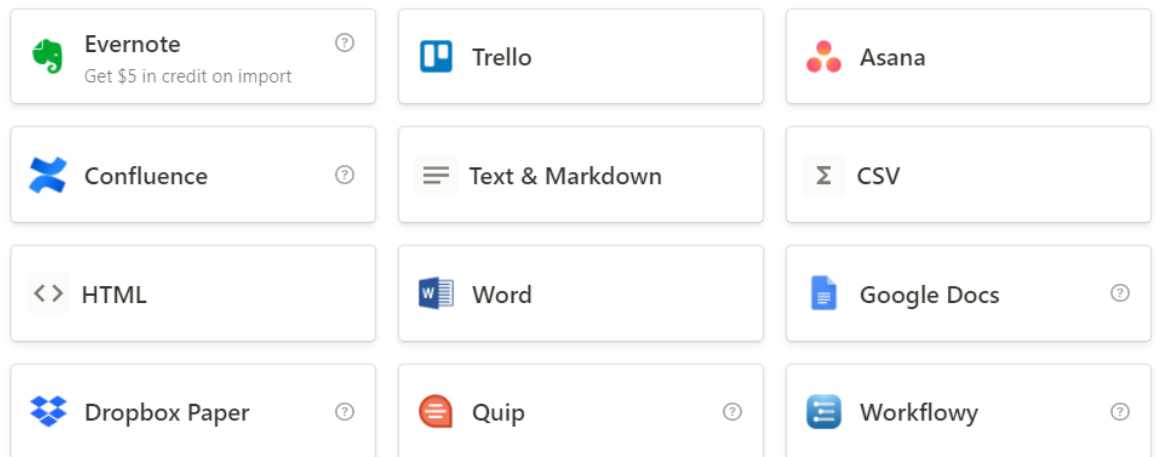 Evernote
Get $5 in credit on import
Trello
Asana
Confluence
Text & Markdown
CSV
HTML
Word
Google Docs
Dropbox Paper
Quip
Workflowy